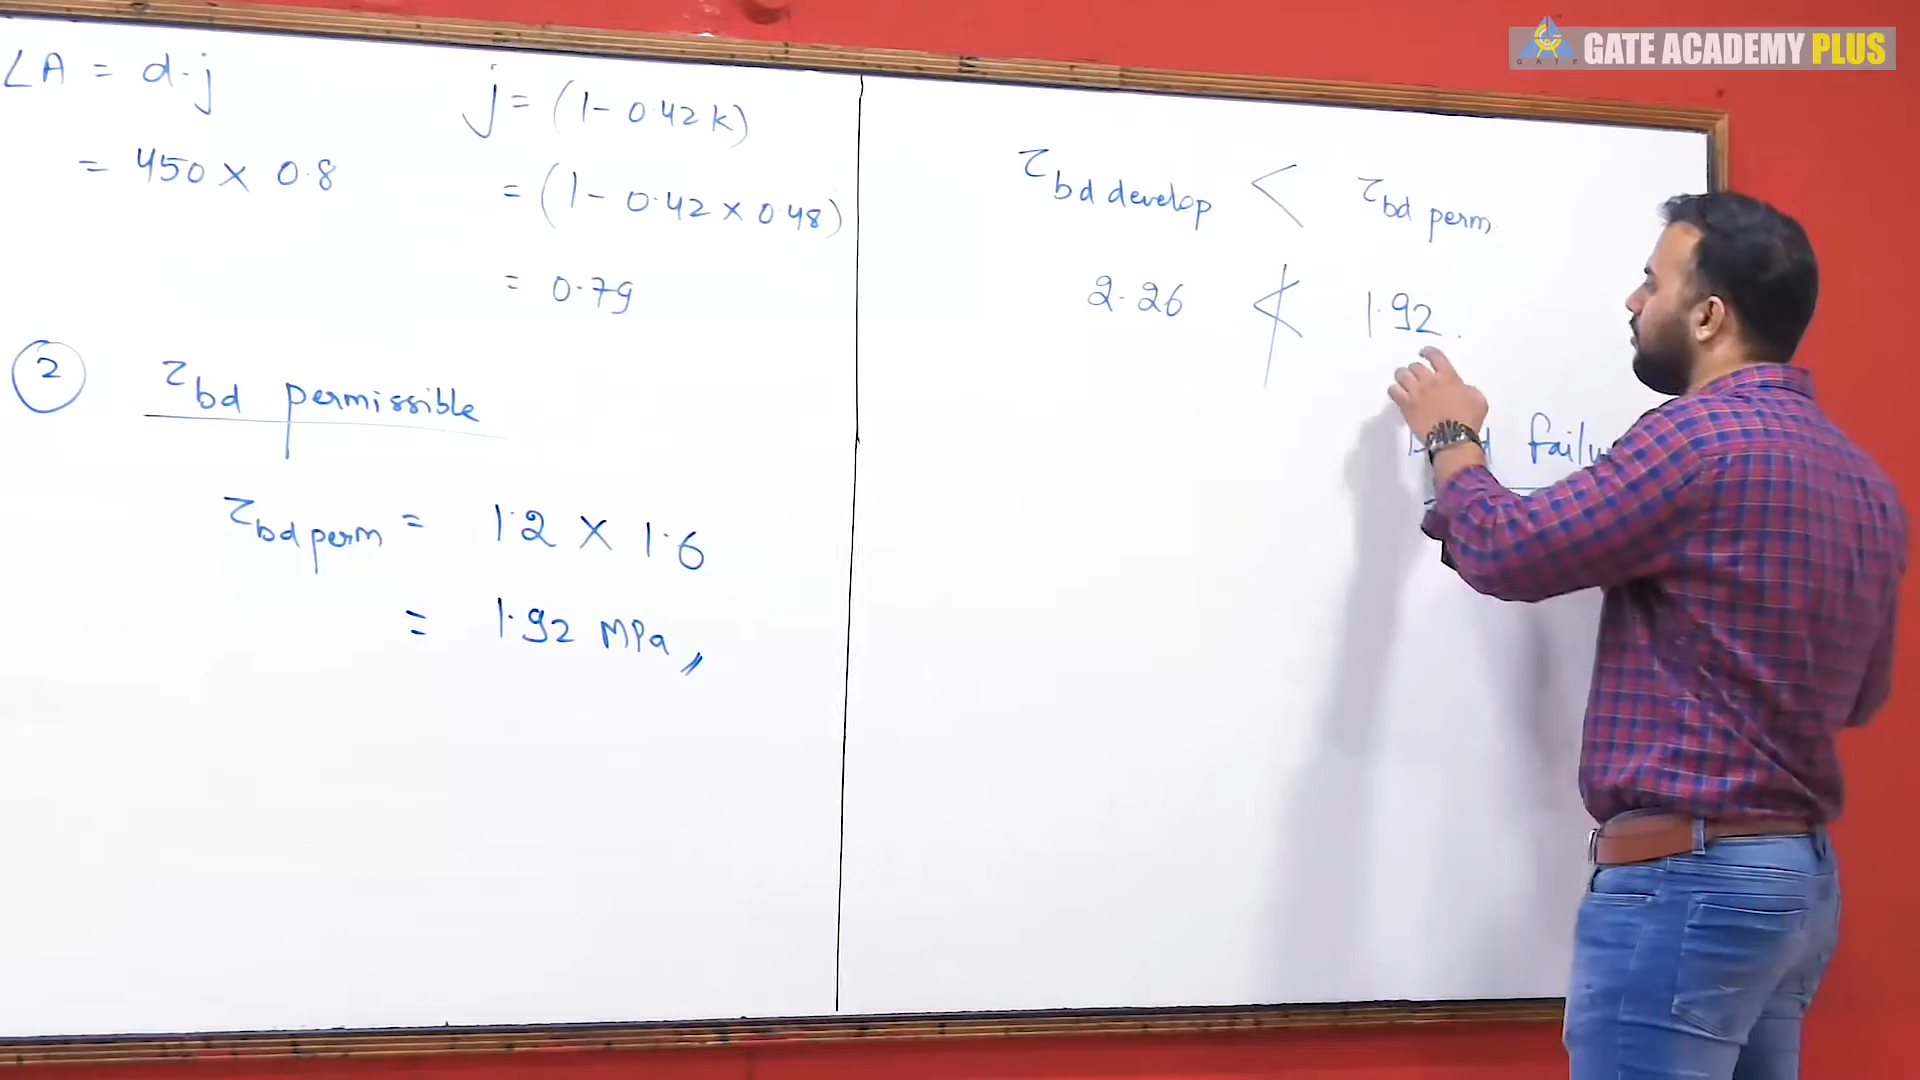 LA = d.j
= 450 × 0.8
j = (1 - 0.42 k)
= (1 - 0.42 × 0.48)
= 0.79
2 τbd permissible
τbd perm = 1.2 × 1.6
= 1.92 MPa
τbd develop < τbd perm
2.26 ≮ 1.92
failu
GATE ACADEMY PLUS
GATE